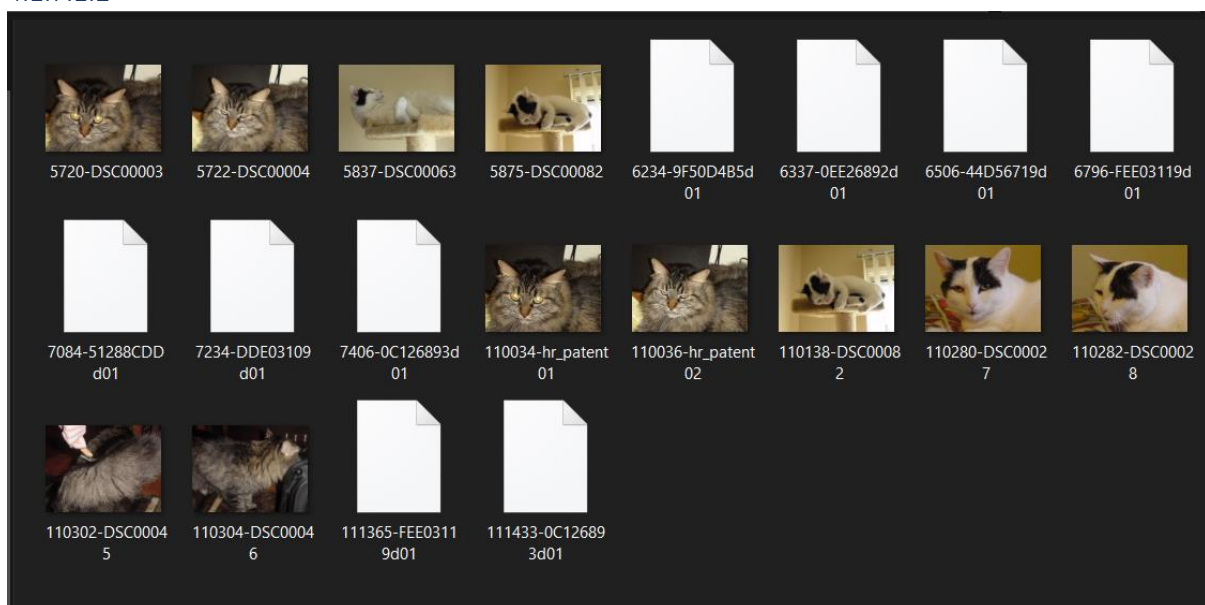 5720-DSC00003
5722-DSC00004
5837-DSC00063
5875-DSC00082
6234-9F50D4B5d
01
6337-0EE26892d
01
6506-44D56719d
01
6796-FEE03119d
01
7084-51288CDD
d01
7234-DDE03109
d01
7406-0C126893d
01
110034-hr_patent
01
110036-hr_patent
02
110138-DSC0008
2
110280-DSC0002
7
110282-DSC0002
8
110302-DSC0004
5
110304-DSC0004
6
111365-FEE0311
9d01
111433-0C12689
3d01